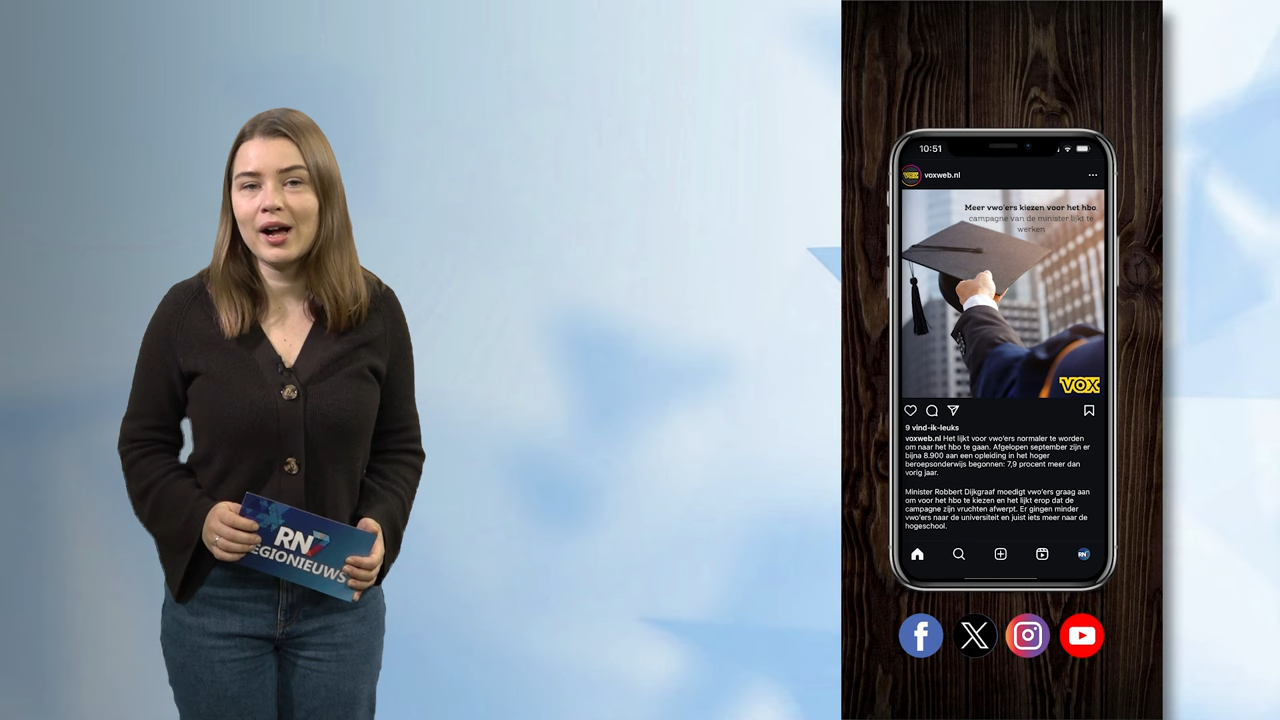 RN7
REGIONIEUWS
10:51
VOX
voxweb.nl
Meer vwo'ers kiezen voor het hbo
campagne van de minister lijkt te
werken
VOX
9 vind-ik-leuks
voxweb.nl Het lijkt voor vwo'ers normaler te worden
om naar het hbo te gaan. Afgelopen september zijn er
bijna 8.900 aan een opleiding in het hoger
beroepsonderwijs begonnen: 7,9 procent meer dan
vorig jaar.
Minister Robbert Dijkgraaf moedigt vwo'ers graag aan
om voor het hbo te kiezen en het lijkt erop dat de
campagne zijn vruchten afwerpt. Er gingen minder
vwo'ers naar de universiteit en juist iets meer naar de
hogeschool.
RN7